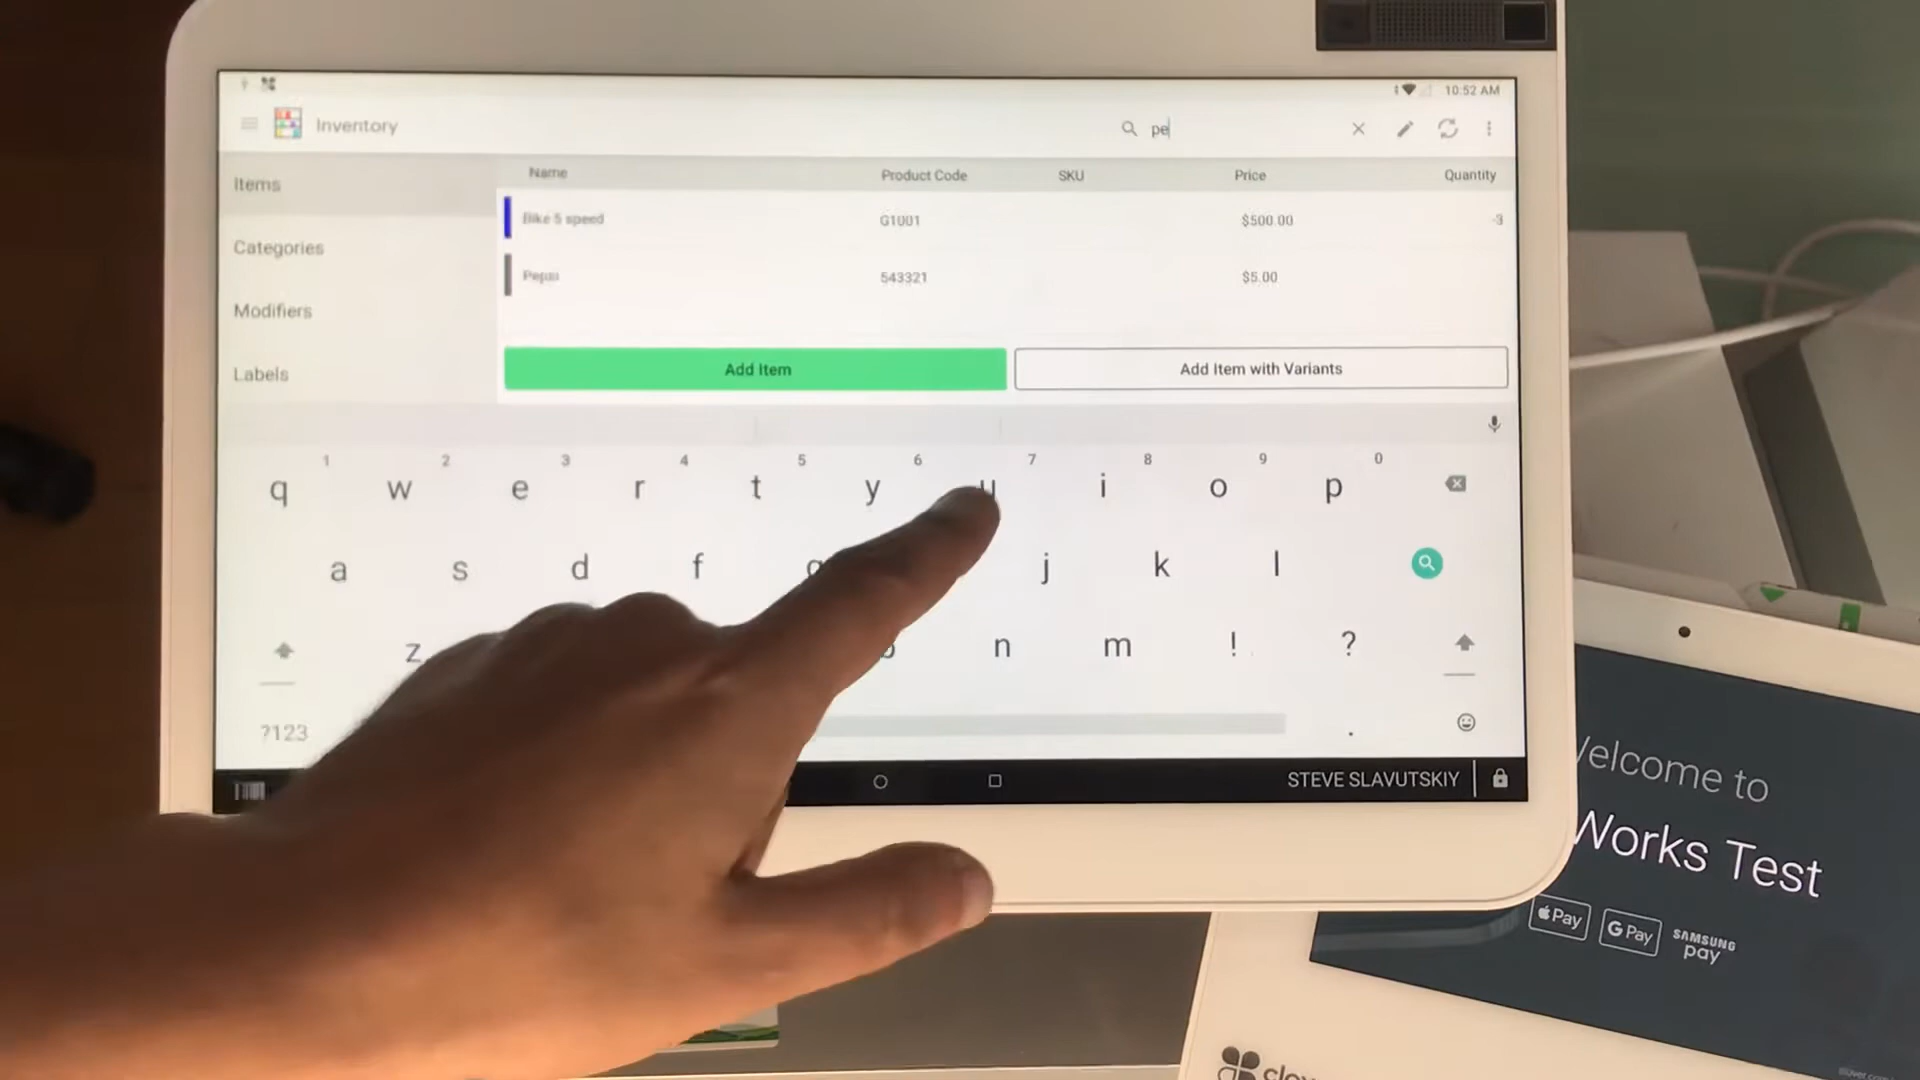 10:52 AM
Inventory
pe
Items
Categories
Modifiers
Labels
Name Product Code SKU Price Quantity
Bike 5 speed G1001 $500.00 -3
Pepsi 543321 $5.00
Add Item
Add Item with Variants
1 2 3 4 5 6 7 8 9 0
q w e r t y u i o p
a s d f g j k l
z b n m ! ?
?123 .
STEVE SLAVUTSKIY
Welcome to
Works Test
Pay
G Pay
SAMSUNG
pay